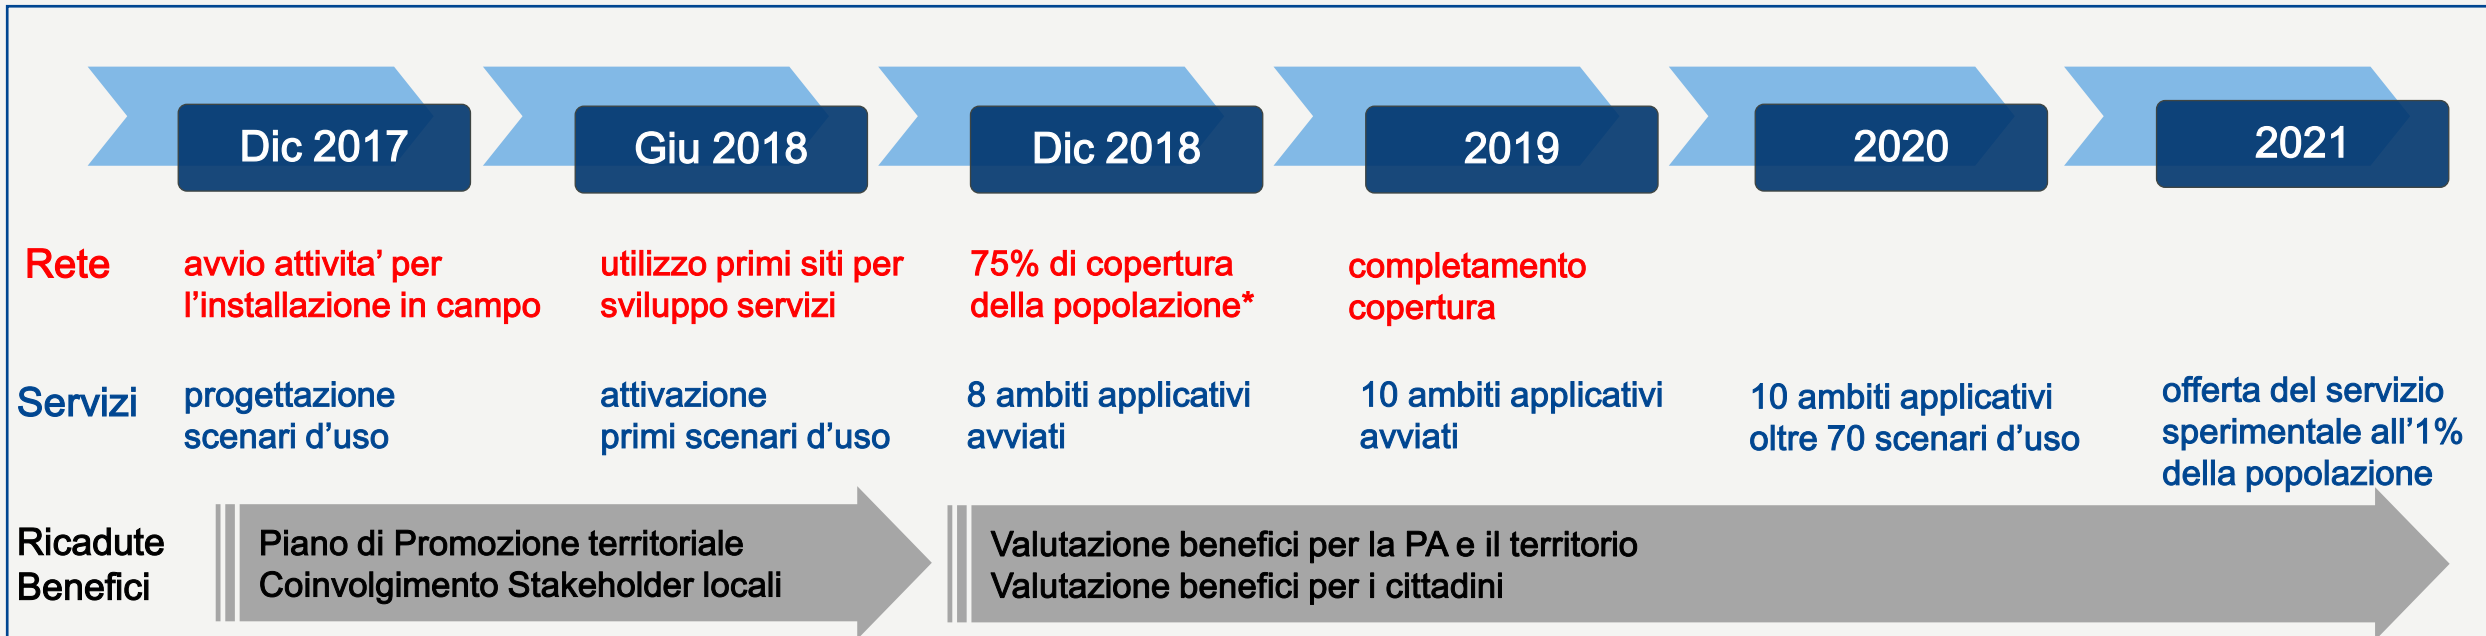 Dic 2017
Giu 2018
Dic 2018
2019
2020
2021
Rete
avvio attivita' per
l'installazione in campo
utilizzo primi siti per
sviluppo servizi
75% di copertura
della popolazione*
completamento
copertura
Servizi
progettazione
scenari d'uso
attivazione
primi scenari d'uso
8 ambiti applicativi
avviati
10 ambiti applicativi
avviati
10 ambiti applicativi
oltre 70 scenari d'uso
offerta del servizio
sperimentale all'1%
della popolazione
Ricadute
Benefici
Piano di Promozione territoriale
Coinvolgimento Stakeholder locali
Valutazione benefici per la PA e il territorio
Valutazione benefici per i cittadini